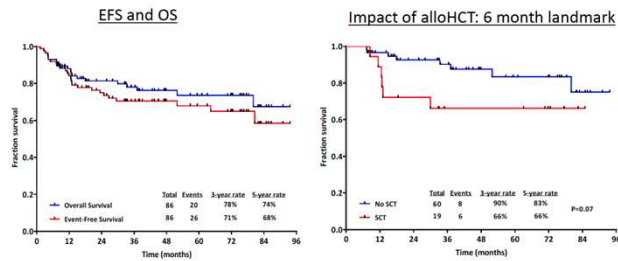 EFS and OS
Fraction survival
1.0
0.8
0.6
0.4
0.2
0.0
Total Events 3-year rate 5-year rate
Overall Survival 86 20 78% 74%
Event-Free Survival 86 26 71% 68%
0 12 24 36 48 60 72 84 96
Time (months)
Impact of alloHCT: 6 month landmark
Fraction survival
1.0
0.8
0.6
0.4
0.2
0.0
Total Events 3-year rate 5-year rate
No SCT 60 8 90% 83%
SCT 19 6 66% 66%
P=0.07
0 12 24 36 48 60 72 84 96
Time (months)